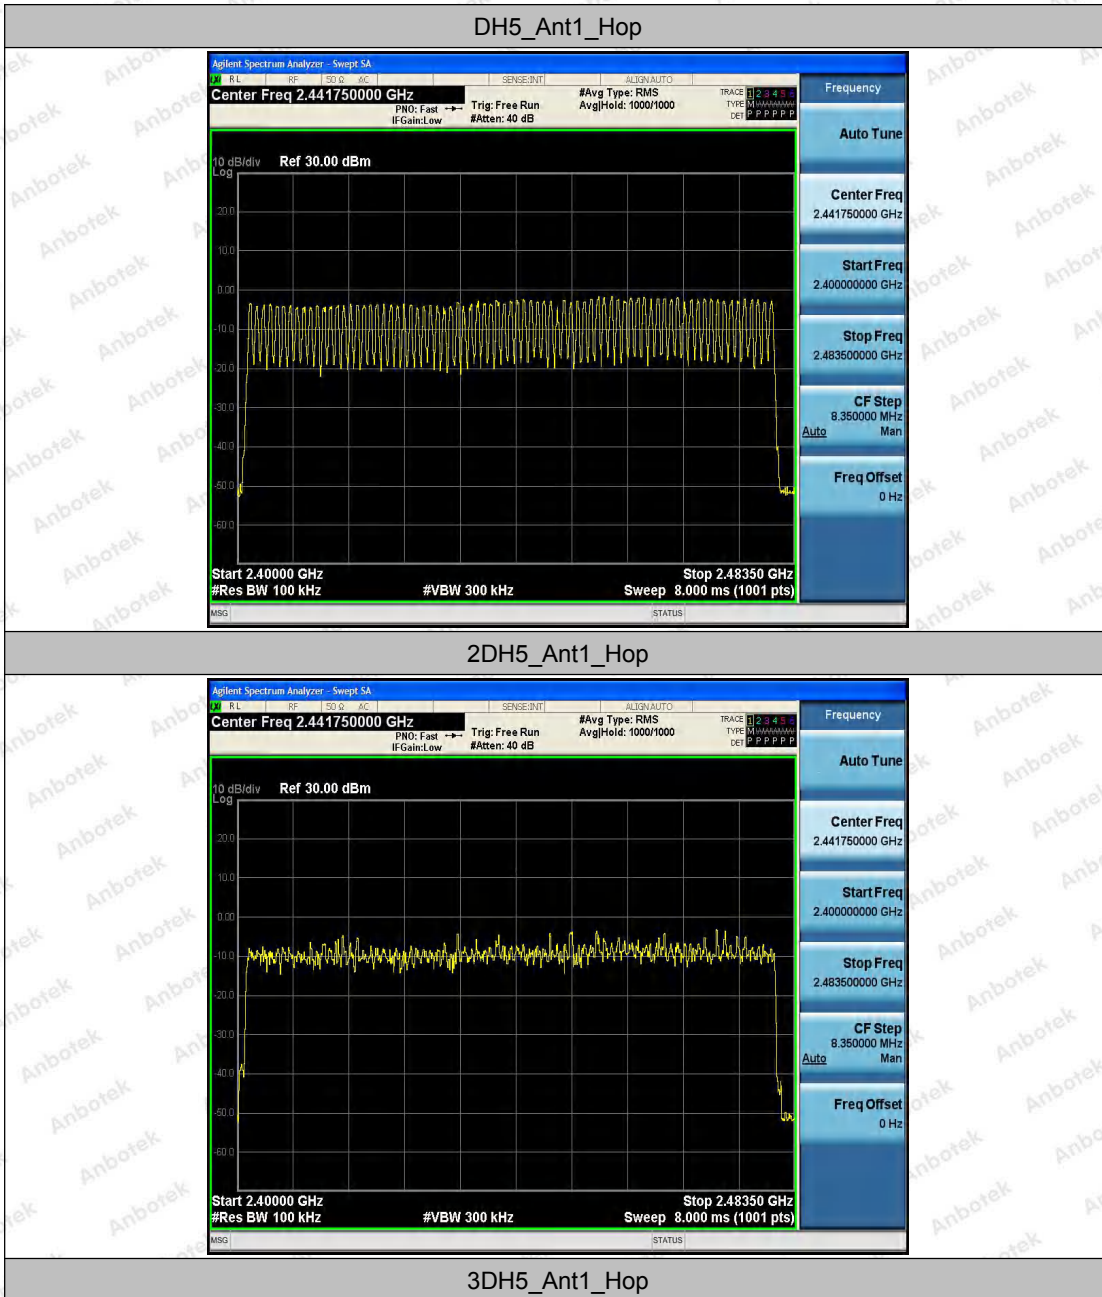 DH5_Ant1_Hop
Agilent Spectrum Analyzer - Swept SA
RL RF 50 Ω AC SENSE:INT ALIGNAUTO
Center Freq 2.441750000 GHz
PNO: Fast
IFGain:Low
Trig: Free Run
#Atten: 40 dB
#Avg Type: RMS
Avg|Hold: 1000/1000
TRACE 1 2 3 4 5 6
TYPE M
DET P P P P P P
10 dB/div Ref 30.00 dBm
Log
20.0
10.0
0.00
-10.0
-20.0
-30.0
-40.0
-50.0
-60.0
Start 2.40000 GHz Stop 2.48350 GHz
#Res BW 100 kHz #VBW 300 kHz Sweep 8.000 ms (1001 pts)
MSG STATUS
Frequency
Auto Tune
Center Freq
2.441750000 GHz
Start Freq
2.400000000 GHz
Stop Freq
2.483500000 GHz
CF Step
8.350000 MHz
Auto Man
Freq Offset
0 Hz
2DH5_Ant1_Hop
Agilent Spectrum Analyzer - Swept SA
RL RF 50 Ω AC SENSE:INT ALIGNAUTO
Center Freq 2.441750000 GHz
PNO: Fast
IFGain:Low
Trig: Free Run
#Atten: 40 dB
#Avg Type: RMS
Avg|Hold: 1000/1000
TRACE 1 2 3 4 5 6
TYPE M
DET P P P P P P
10 dB/div Ref 30.00 dBm
Log
20.0
10.0
0.00
-10.0
-20.0
-30.0
-40.0
-50.0
-60.0
Start 2.40000 GHz Stop 2.48350 GHz
#Res BW 100 kHz #VBW 300 kHz Sweep 8.000 ms (1001 pts)
MSG STATUS
Frequency
Auto Tune
Center Freq
2.441750000 GHz
Start Freq
2.400000000 GHz
Stop Freq
2.483500000 GHz
CF Step
8.350000 MHz
Auto Man
Freq Offset
0 Hz
3DH5_Ant1_Hop
Anbotek